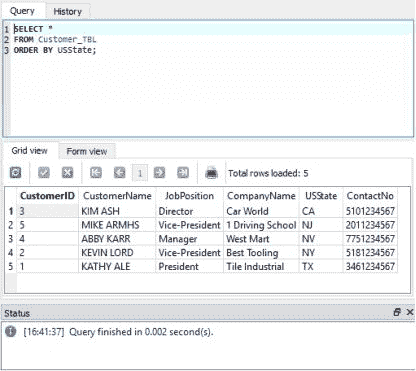 Query History
1 SELECT *
2 FROM Customer_TBL
3 ORDER BY USState;
Grid view Form view
1 Total rows loaded: 5
CustomerID CustomerName JobPosition CompanyName USState ContactNo
1 3 KIM ASH Director Car World CA 5101234567
2 5 MIKE ARMHS Vice-President 1 Driving School NJ 2011234567
3 4 ABBY KARR Manager West Mart NV 7751234567
4 2 KEVIN LORD Vice-President Best Tooling NY 5181234567
5 1 KATHY ALE President Tile Industrial TX 3461234567
Status
[16:41:37] Query finished in 0.002 second(s).